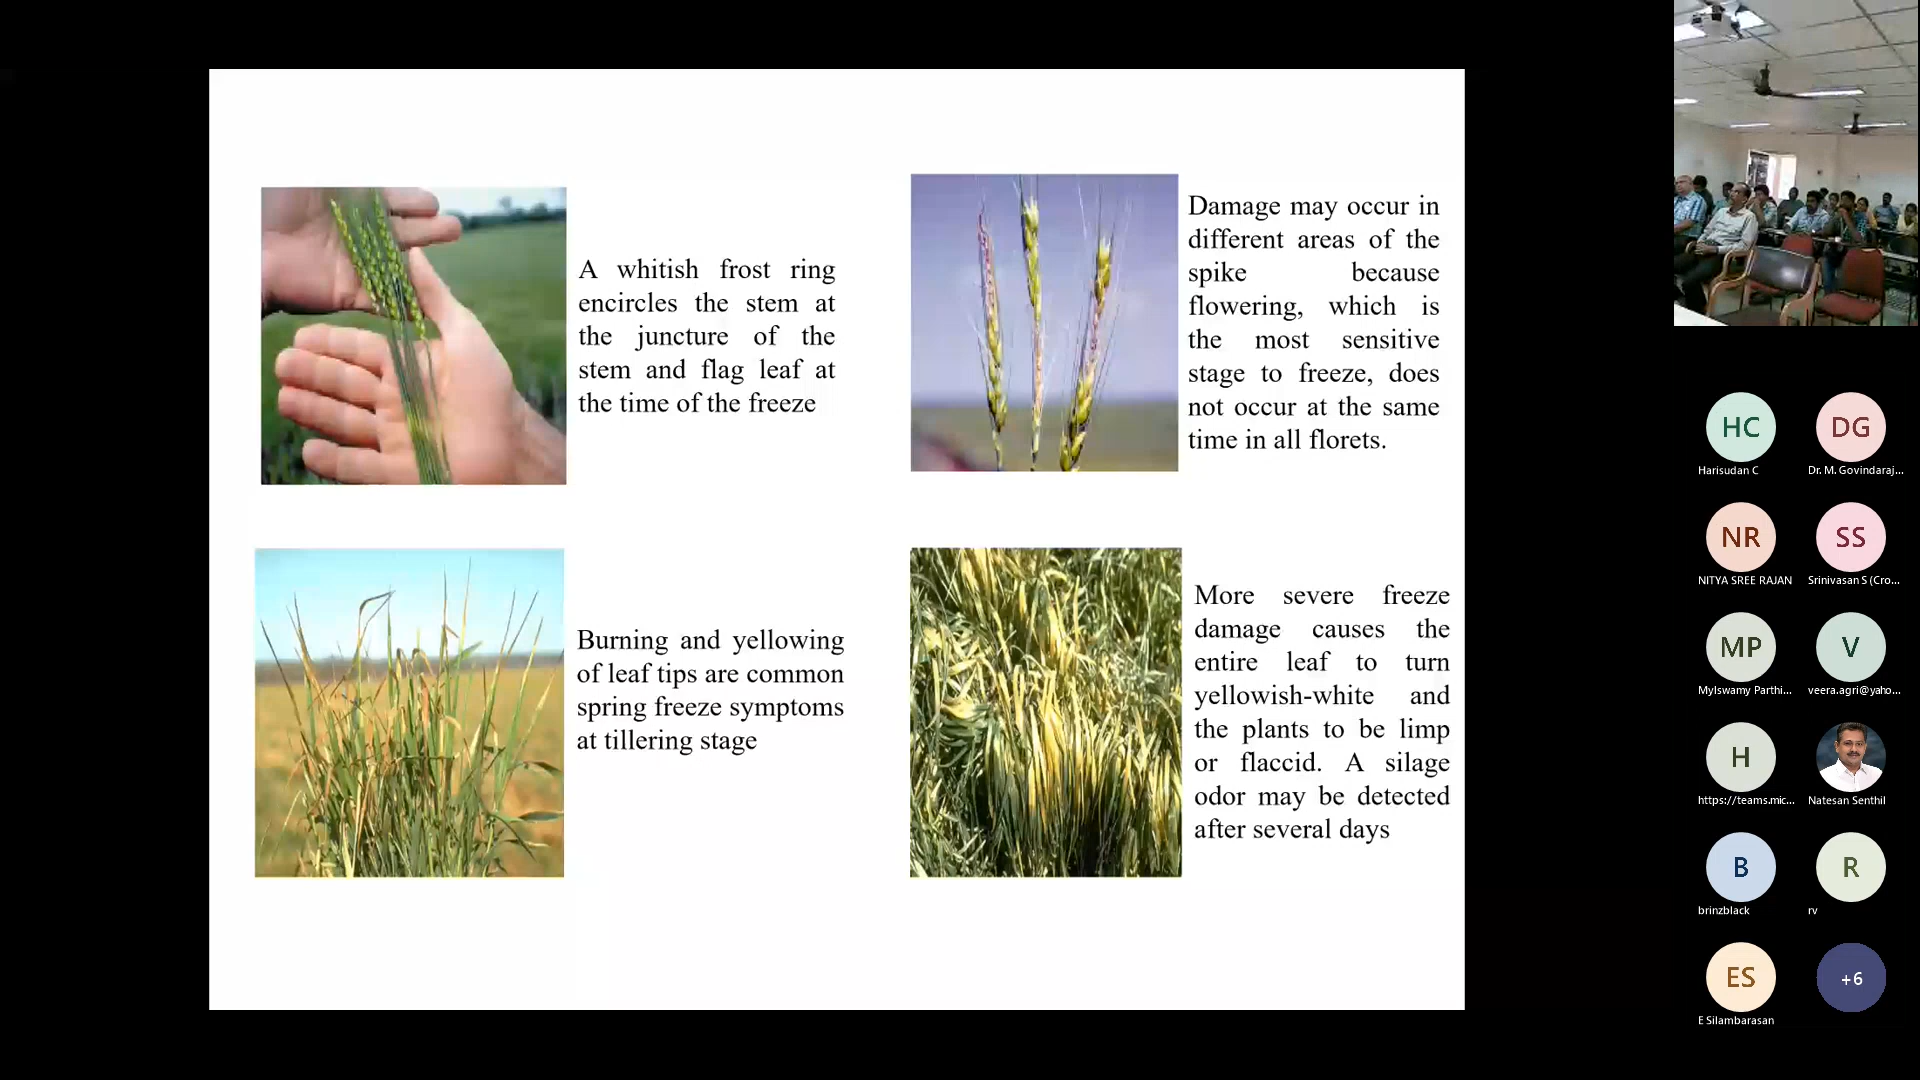 A whitish frost ring
encircles the stem at
the juncture of the
stem and flag leaf at
the time of the freeze
Damage may occur in
different areas of the
spike because
flowering, which is
the most sensitive
stage to freeze, does
not occur at the same
time in all florets.
Burning and yellowing
of leaf tips are common
spring freeze symptoms
at tillering stage
More severe freeze
damage causes the
entire leaf to turn
yellowish-white and
the plants to be limp
or flaccid. A silage
odor may be detected
after several days
HC
Harisudan C
DG
Dr. M. Govindaraj...
NR
NITYA SREE RAJAN
SS
Srinivasan S (Cro...
MP
Mylswamy Parthi...
V
veera.agri@yaho...
H
https://teams.mic...
Natesan Senthil
B
brinzblack
R
rv
ES
E Silambarasan
+6